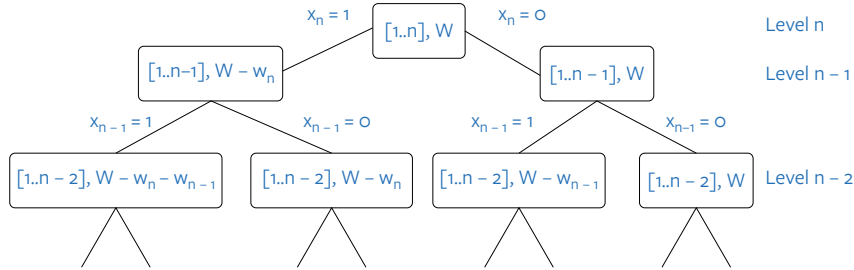 xₙ = 1
[1..n], W
xₙ = 0
Level n
[1..n–1], W – wₙ
[1..n – 1], W
Level n – 1
xₙ ₋ ₁ = 1
xₙ ₋ ₁ = 0
xₙ ₋ ₁ = 1
xₙ₋₁ = 0
[1..n – 2], W – wₙ – wₙ ₋ ₁
[1..n – 2], W – wₙ
[1..n – 2], W – wₙ ₋ ₁
[1..n – 2], W
Level n – 2